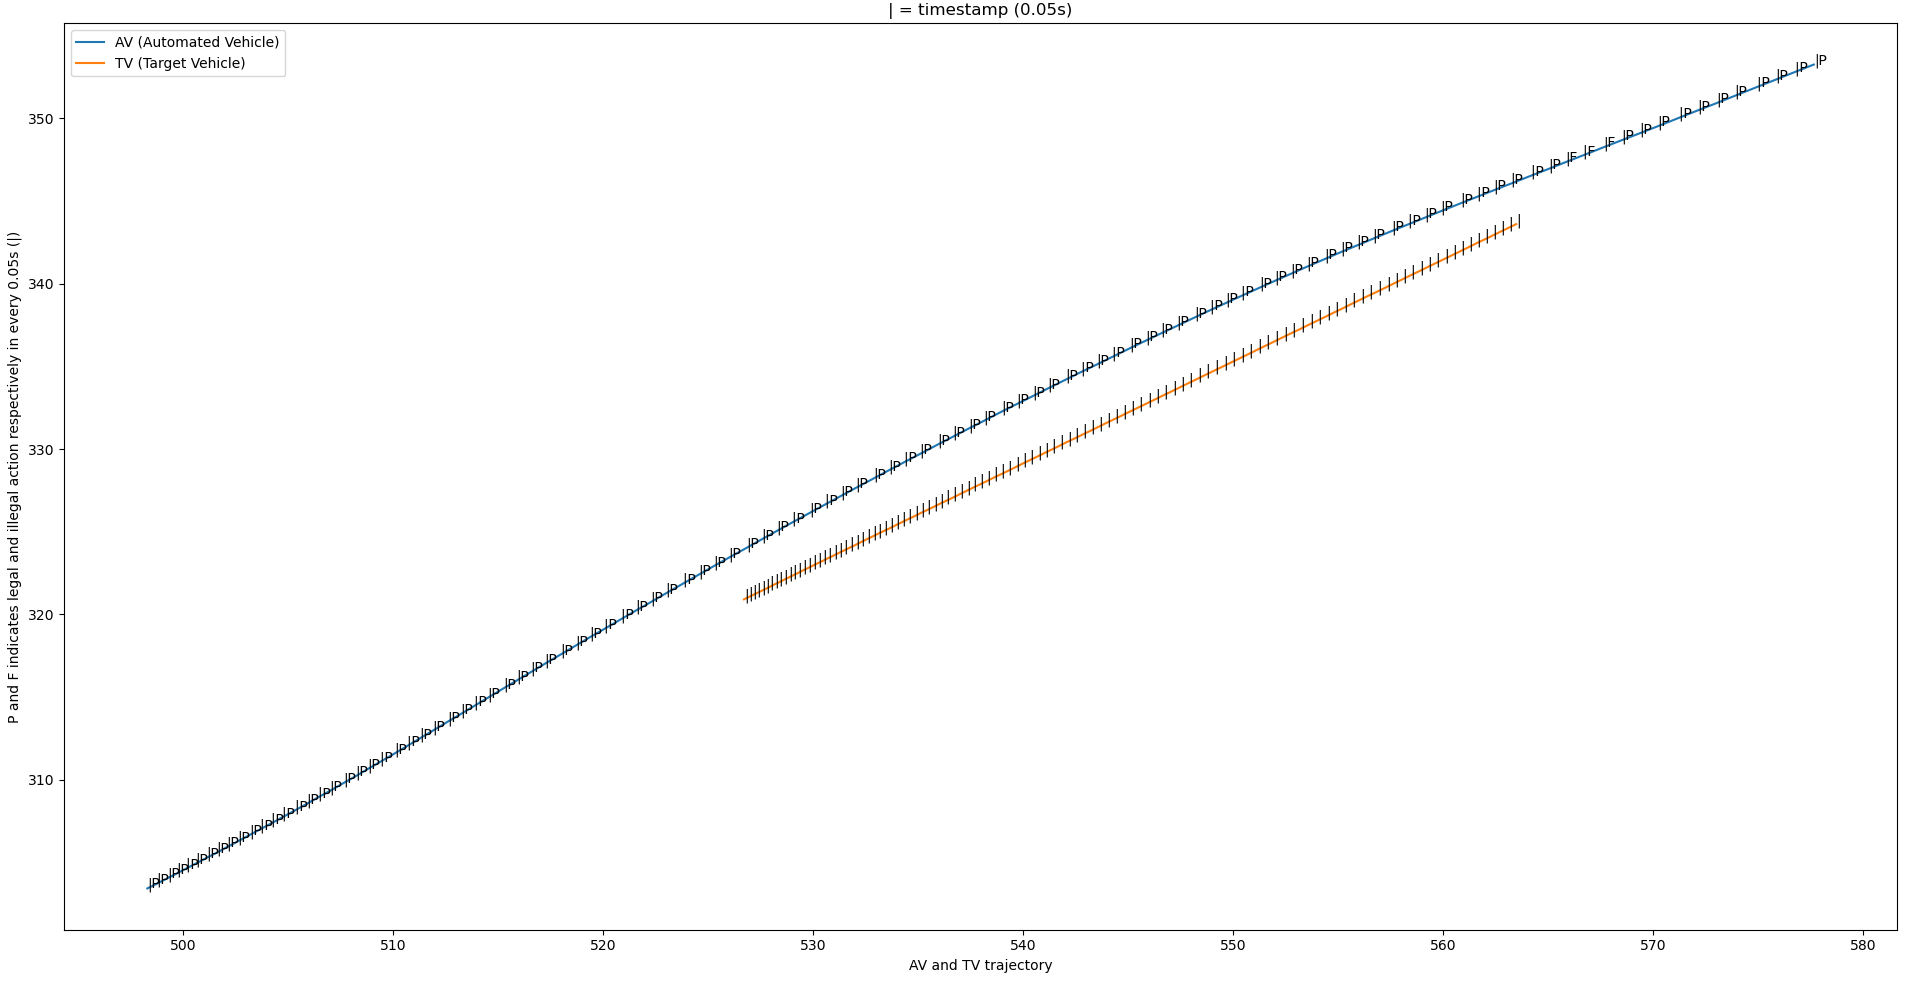 | = timestamp (0.05s)
AV (Automated Vehicle)
TV (Target Vehicle)
P and F indicates legal and illegal action respectively in every 0.05s (|)
350
340
330
320
310
500 510 520 530 540 550 560 570 580
AV and TV trajectory